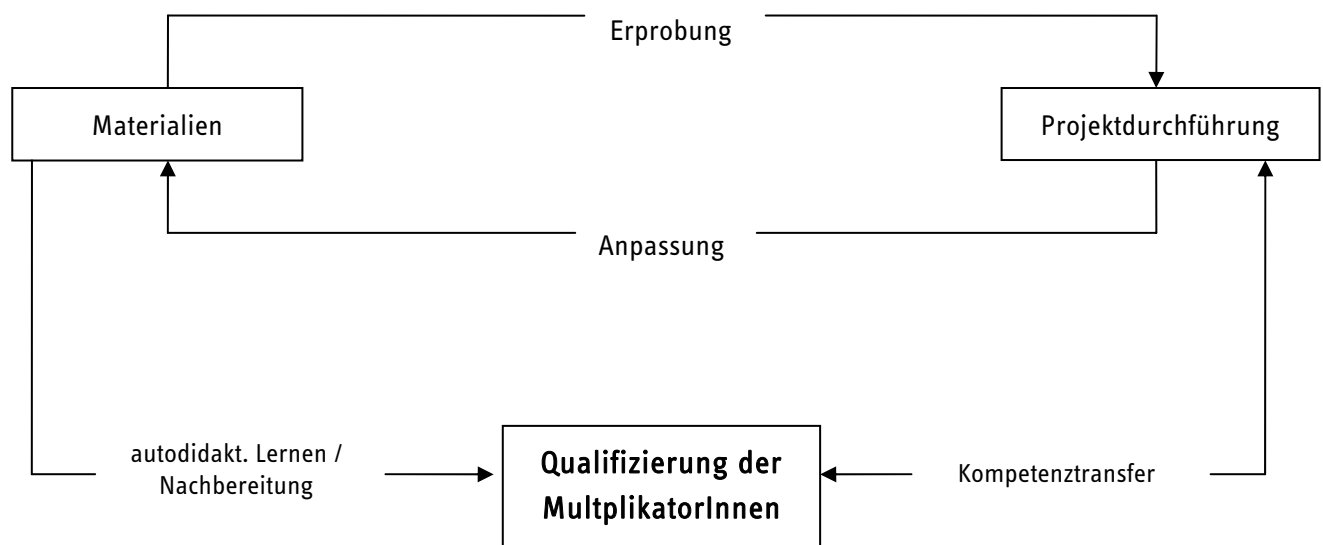 Erprobung
Materialien
Projektdurchführung
Anpassung
autodidakt. Lernen /
Nachbereitung
Qualifizierung der
MultplikatorInnen
Kompetenztransfer